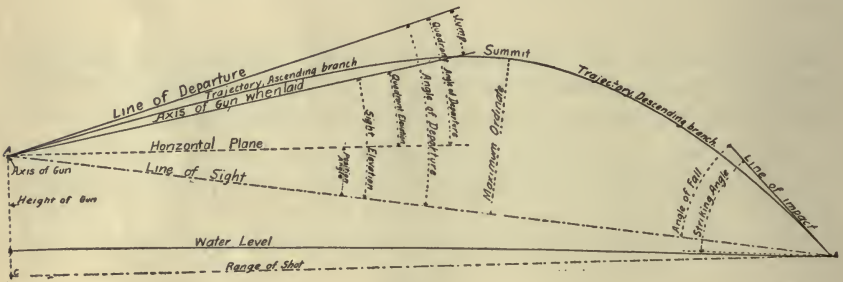 Jump
Quadrant Angle of Departure
Summit
Line of Departure
Trajectory, Ascending branch
Axis of Gun when laid
Trajectory, Descending branch
Quadrant Elevation
Angle of Departure
Sight Elevation
Maximum Ordinate
Horizontal Plane
Line of Impact
A
Axis of Gun
Line of Sight
Angle
Angle of Fall
Striking Angle
Height of Gun
Water Level
Range of Shot